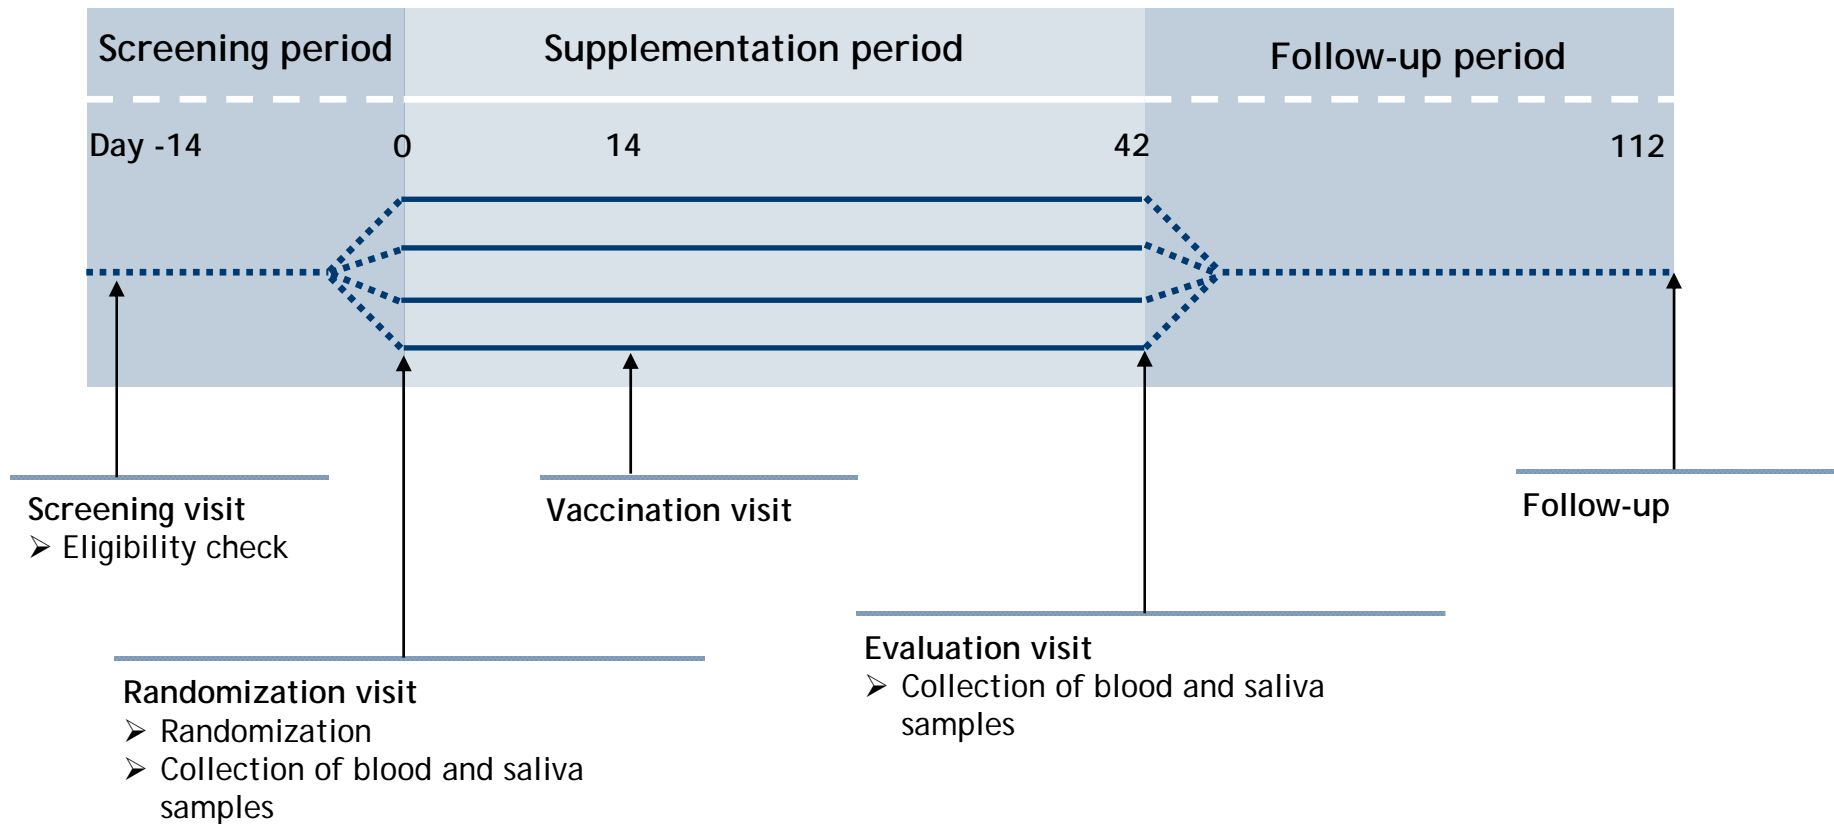 Screening period
Supplementation period
Follow-up period
Day -14
0
14
42
112
Screening visit
➢ Eligibility check
Vaccination visit
Follow-up
Randomization visit
➢ Randomization
➢ Collection of blood and saliva
samples
Evaluation visit
➢ Collection of blood and saliva
samples